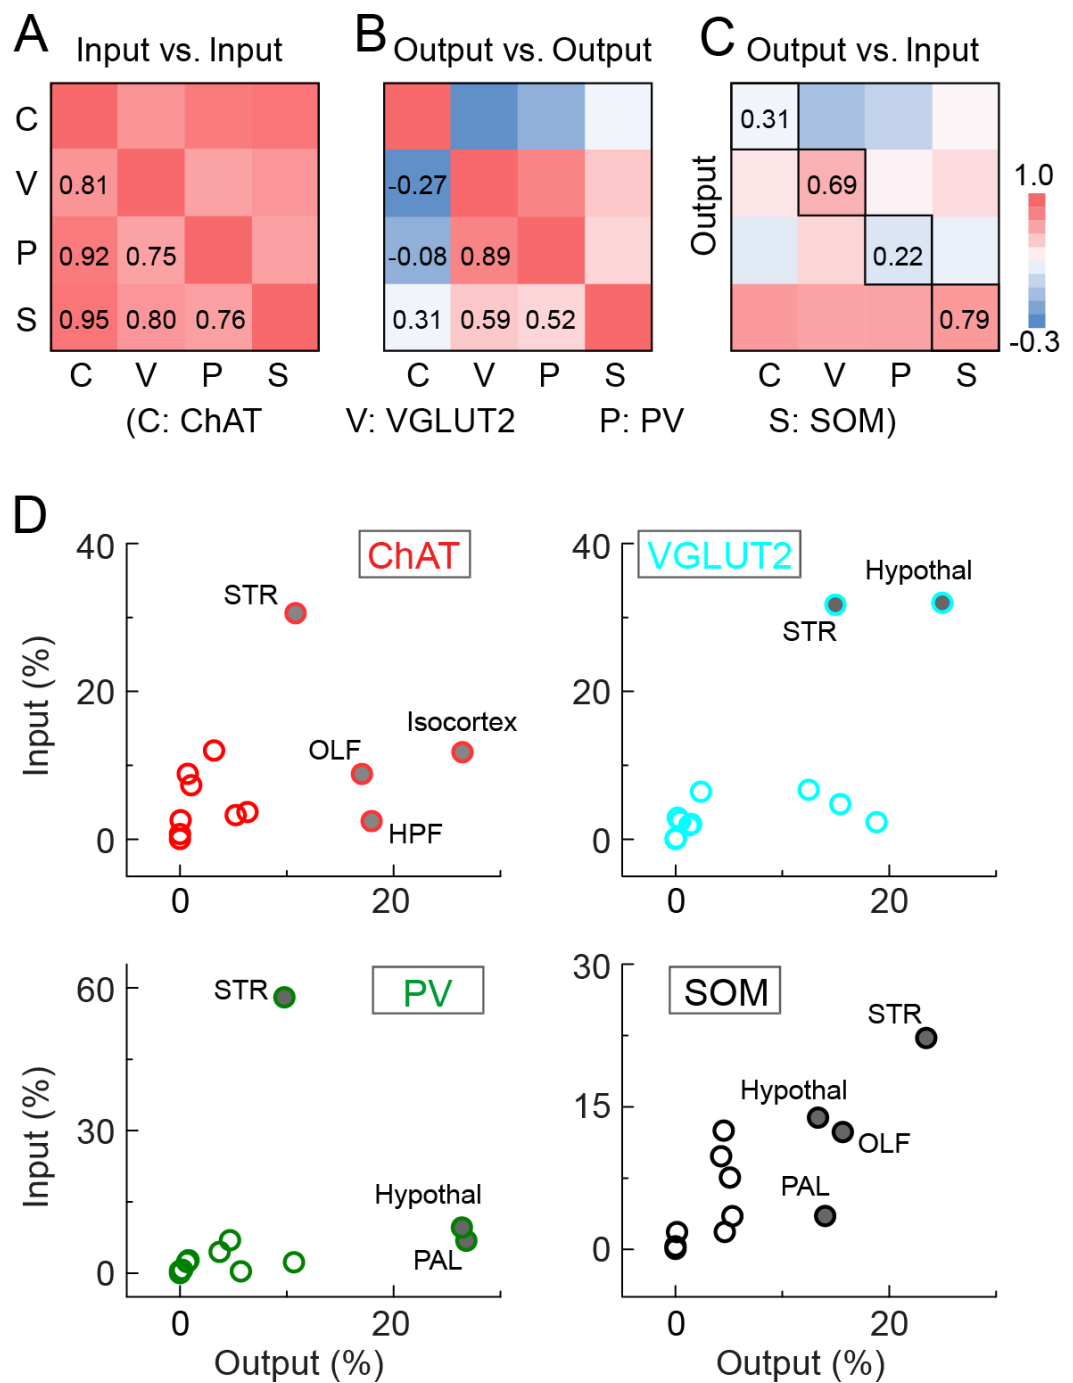 A
Input vs. Input
C
V
0.81
P
0.92 0.75
S
0.95 0.80 0.76
C V P S
B
Output vs. Output
-0.27
-0.08 0.89
0.31 0.59 0.52
C V P S
C
Output vs. Input
Output
0.31
0.69
0.22
0.79
C V P S
1.0
-0.3
(C: ChAT V: VGLUT2 P: PV S: SOM)
D
ChAT
Input (%)
40
20
0
0 20
STR
Isocortex
OLF
HPF
VGLUT2
Hypothal
STR
0 20
PV
Input (%)
60
30
0
0 20
Output (%)
STR
Hypothal
PAL
SOM
30
15
0
0 20
Output (%)
STR
Hypothal
OLF
PAL